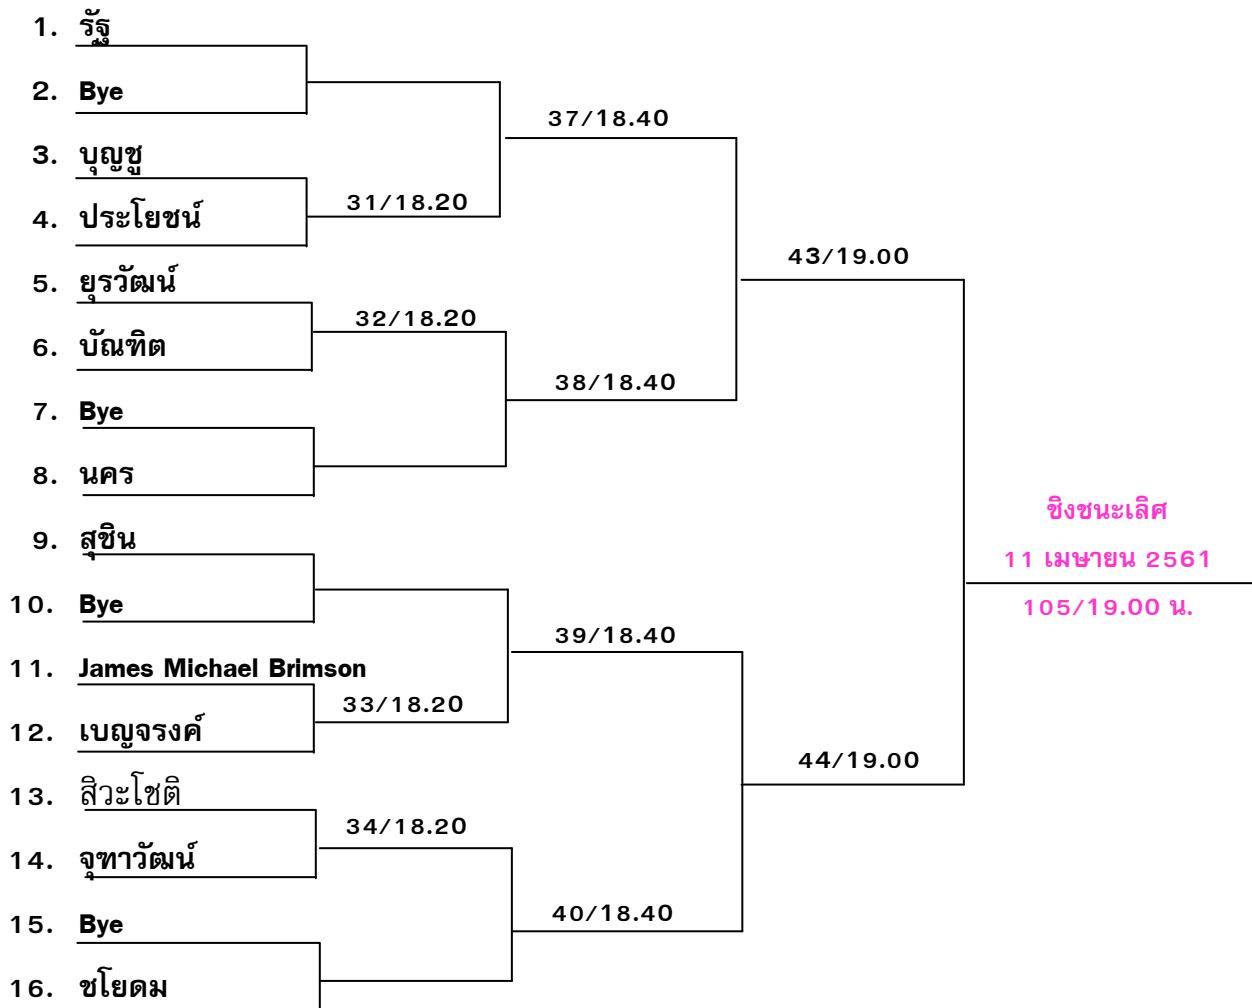 1. รัฐ
2. Bye
37/18.40
3. บุญชู
31/18.20
4. ประโยชน์
43/19.00
5. ยุรวัฒน์
32/18.20
6. บัณฑิต
38/18.40
7. Bye
8. นคร
ชิงชนะเลิศ
9. สุชิน
11 เมษายน 2561
10. Bye
105/19.00 น.
39/18.40
11. James Michael Brimson
33/18.20
12. เบญจรงค์
44/19.00
13. สิวะโชติ
34/18.20
14. จุฑาวัฒน์
40/18.40
15. Bye
16. ชโยดม